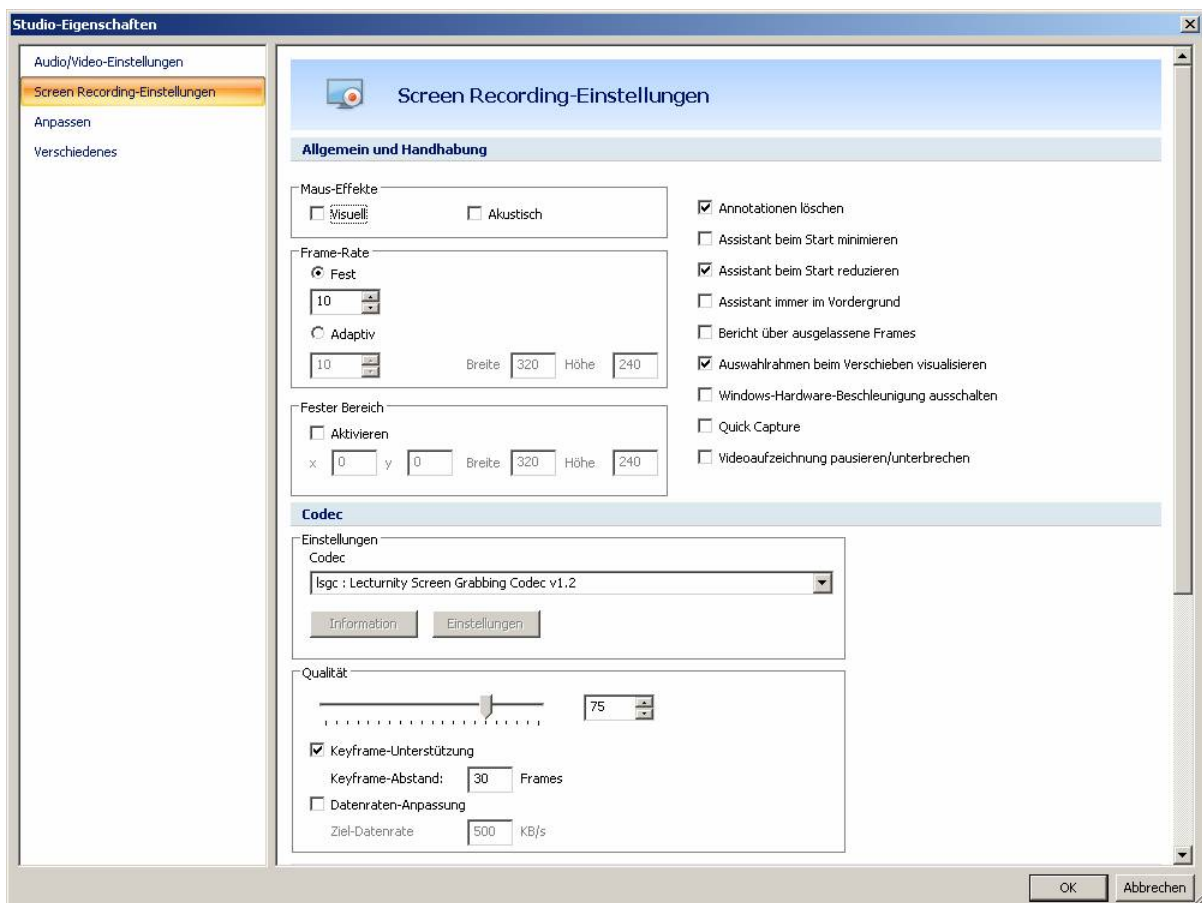 Studio-Eigenschaften
Audio/Video-Einstellungen
Screen Recording-Einstellungen
Anpassen
Verschiedenes
Screen Recording-Einstellungen
Allgemein und Handhabung
Maus-Effekte
Visuell Akustisch
Frame-Rate
Fest
10
Adaptiv
10 Breite 320 Höhe 240
Fester Bereich
Aktivieren
x 0 y 0 Breite 320 Höhe 240
Annotationen löschen
Assistant beim Start minimieren
Assistant beim Start reduzieren
Assistant immer im Vordergrund
Bericht über ausgelassene Frames
Auswahlrahmen beim Verschieben visualisieren
Windows-Hardware-Beschleunigung ausschalten
Quick Capture
Videoaufzeichnung pausieren/unterbrechen
Codec
Einstellungen
Codec
lsgc : Lecturnity Screen Grabbing Codec v1.2
Information Einstellungen
Qualität
75
Keyframe-Unterstützung
Keyframe-Abstand: 30 Frames
Datenraten-Anpassung
Ziel-Datenrate 500 KB/s
OK Abbrechen